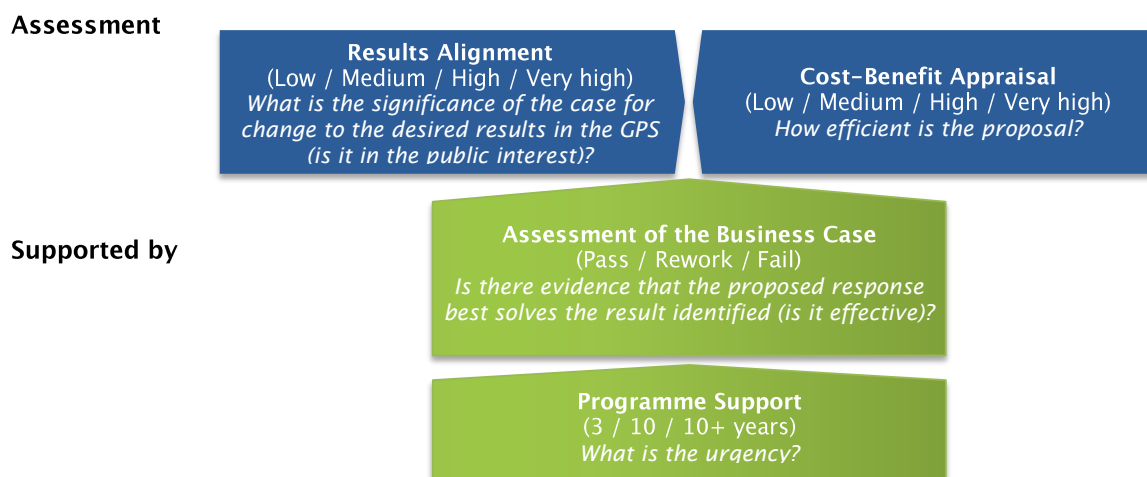 Assessment
Results Alignment
(Low / Medium / High / Very high)
What is the significance of the case for
change to the desired results in the GPS
(is it in the public interest)?
Cost-Benefit Appraisal
(Low / Medium / High / Very high)
How efficient is the proposal?
Supported by
Assessment of the Business Case
(Pass / Rework / Fail)
Is there evidence that the proposed response
best solves the result identified (is it effective)?
Programme Support
(3 / 10 / 10+ years)
What is the urgency?